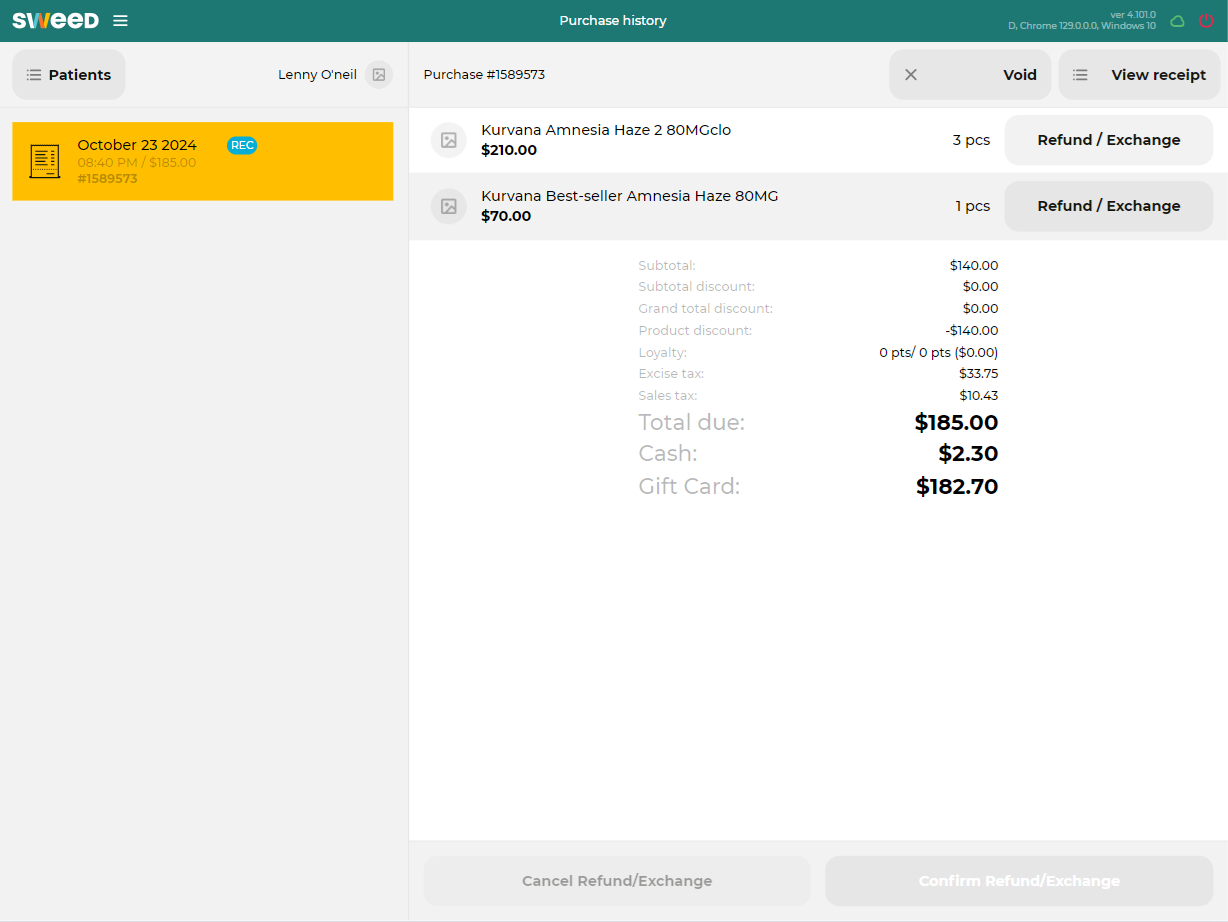 SWEED
Purchase history
ver 4.101.0
D, Chrome 129.0.0.0, Windows 10
Patients
Lenny O'neil
Purchase #1589573
Void
View receipt
October 23 2024
REC
08:40 PM / $185.00
#1589573
Kurvana Amnesia Haze 2 80MGclo
$210.00
3 pcs
Refund / Exchange
Kurvana Best-seller Amnesia Haze 80MG
$70.00
1 pcs
Refund / Exchange
Subtotal: $140.00
Subtotal discount: $0.00
Grand total discount: $0.00
Product discount: -$140.00
Loyalty: 0 pts/ 0 pts ($0.00)
Excise tax: $33.75
Sales tax: $10.43
Total due: $185.00
Cash: $2.30
Gift Card: $182.70
Cancel Refund/Exchange
Confirm Refund/Exchange